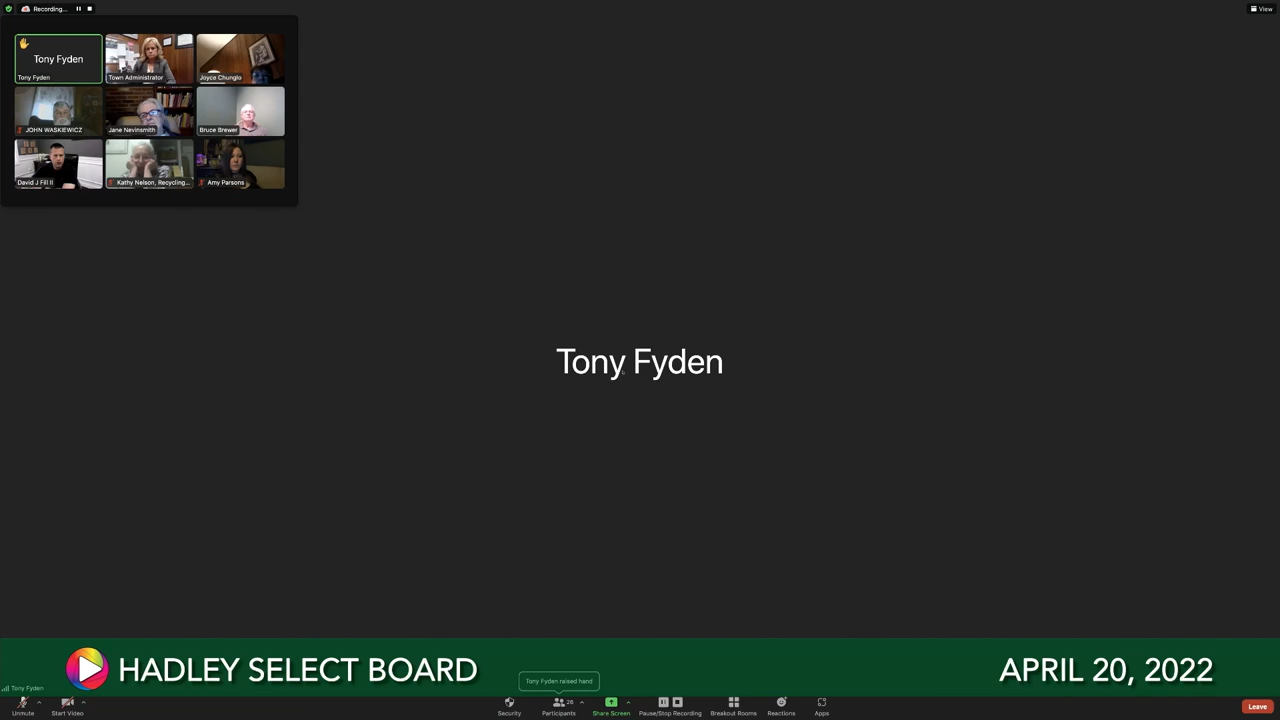 Recording...
View
Tony Fyden
Tony Fyden
Town Administrator
Joyce Chunglo
JOHN WASKIEWICZ
Jane Nevinsmith
Bruce Brewer
David J Fill II
Kathy Nelson, Recycling...
Amy Parsons
Tony Fyden
HADLEY SELECT BOARD
APRIL 20, 2022
Tony Fyden raised hand
Tony Fyden
Unmute
Start Video
Security
Participants
26
Share Screen
Pause/Stop Recording
Breakout Rooms
Reactions
Apps
Leave